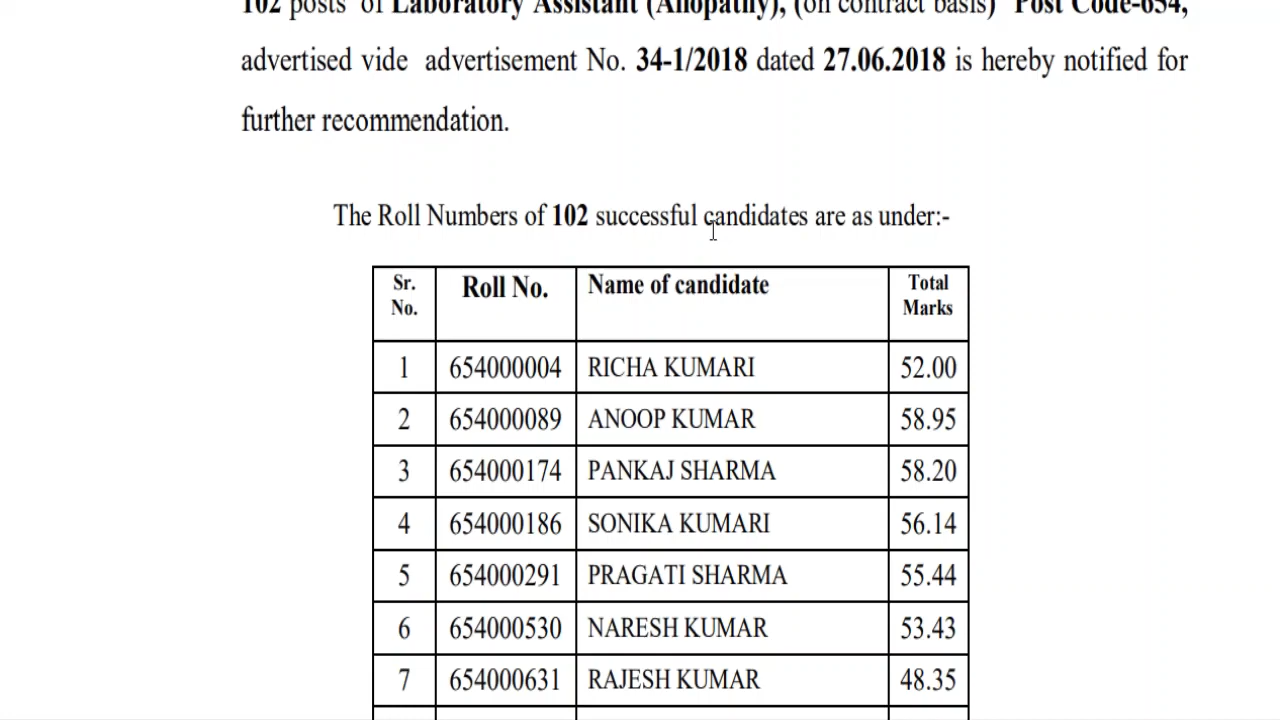 102 posts of Laboratory Assistant (Allopathy), (on contract basis) Post Code-654,
advertised vide advertisement No. 34-1/2018 dated 27.06.2018 is hereby notified for
further recommendation.
The Roll Numbers of 102 successful candidates are as under:-
Sr. No. Roll No. Name of candidate Total Marks
1 654000004 RICHA KUMARI 52.00
2 654000089 ANOOP KUMAR 58.95
3 654000174 PANKAJ SHARMA 58.20
4 654000186 SONIKA KUMARI 56.14
5 654000291 PRAGATI SHARMA 55.44
6 654000530 NARESH KUMAR 53.43
7 654000631 RAJESH KUMAR 48.35